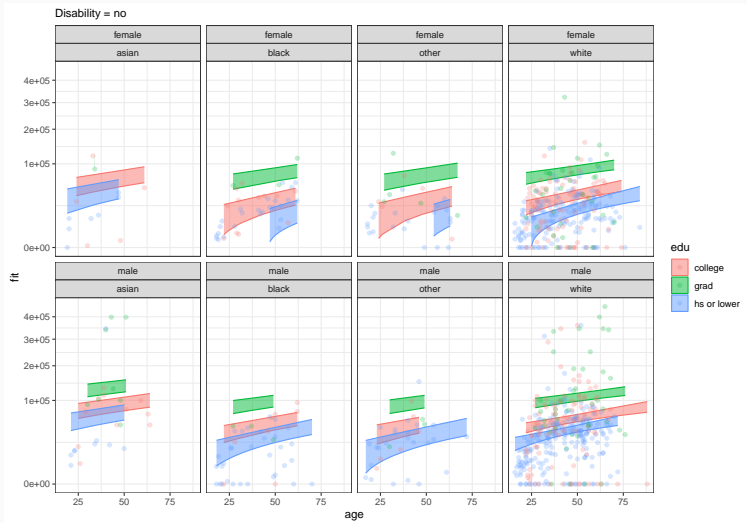 Disability = no
female female female female
asian black other white
4e+05
3e+05
2e+05
1e+05
0e+00
fit
male male male male
asian black other white
4e+05
3e+05
2e+05
1e+05
0e+00
25 50 75 25 50 75 25 50 75 25 50 75
age
edu
college
grad
hs or lower